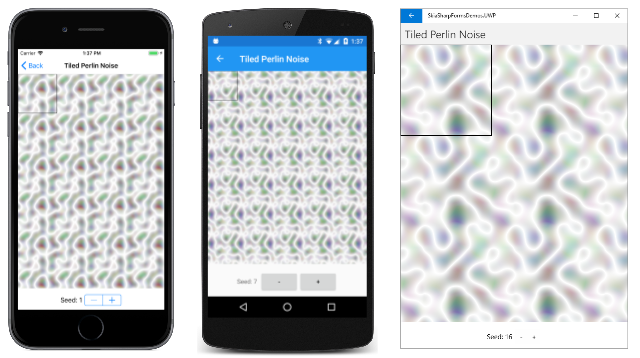 Carrier 1:37 PM
Back Tiled Perlin Noise
Seed: 1 − +
1:37
Tiled Perlin Noise
Seed: 7 - +
SkiaSharpFormsDemos.UWP
Tiled Perlin Noise
Seed: 16 - +